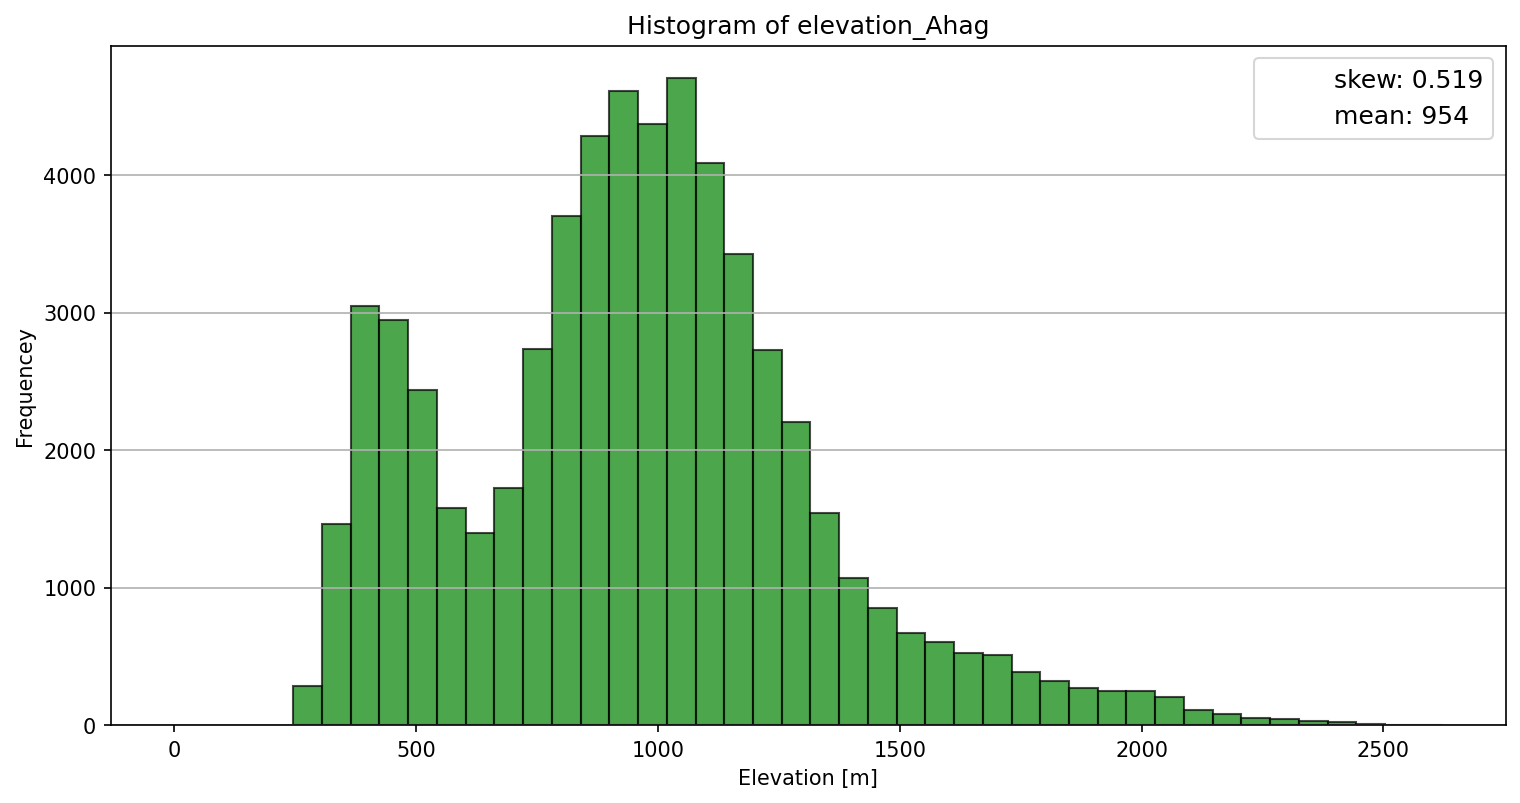 Histogram of elevation_Ahag
skew: 0.519
mean: 954
Frequencey
4000
3000
2000
1000
0
0 500 1000 1500 2000 2500
Elevation [m]